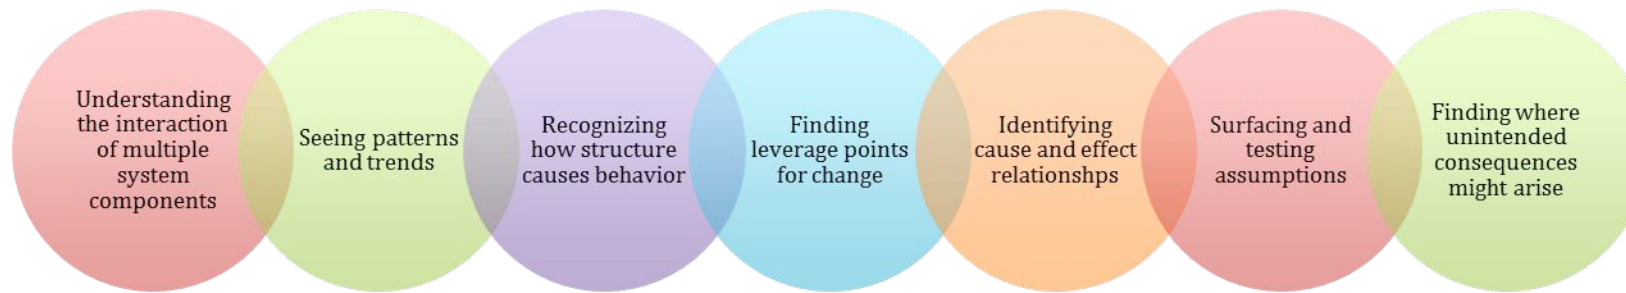 Understanding
the interaction
of multiple
system
components
Seeing patterns
and trends
Recognizing
how structure
causes behavior
Finding
leverage points
for change
Identifying
cause and effect
relationshps
Surfacing and
testing
assumptions
Finding where
unintended
consequences
might arise